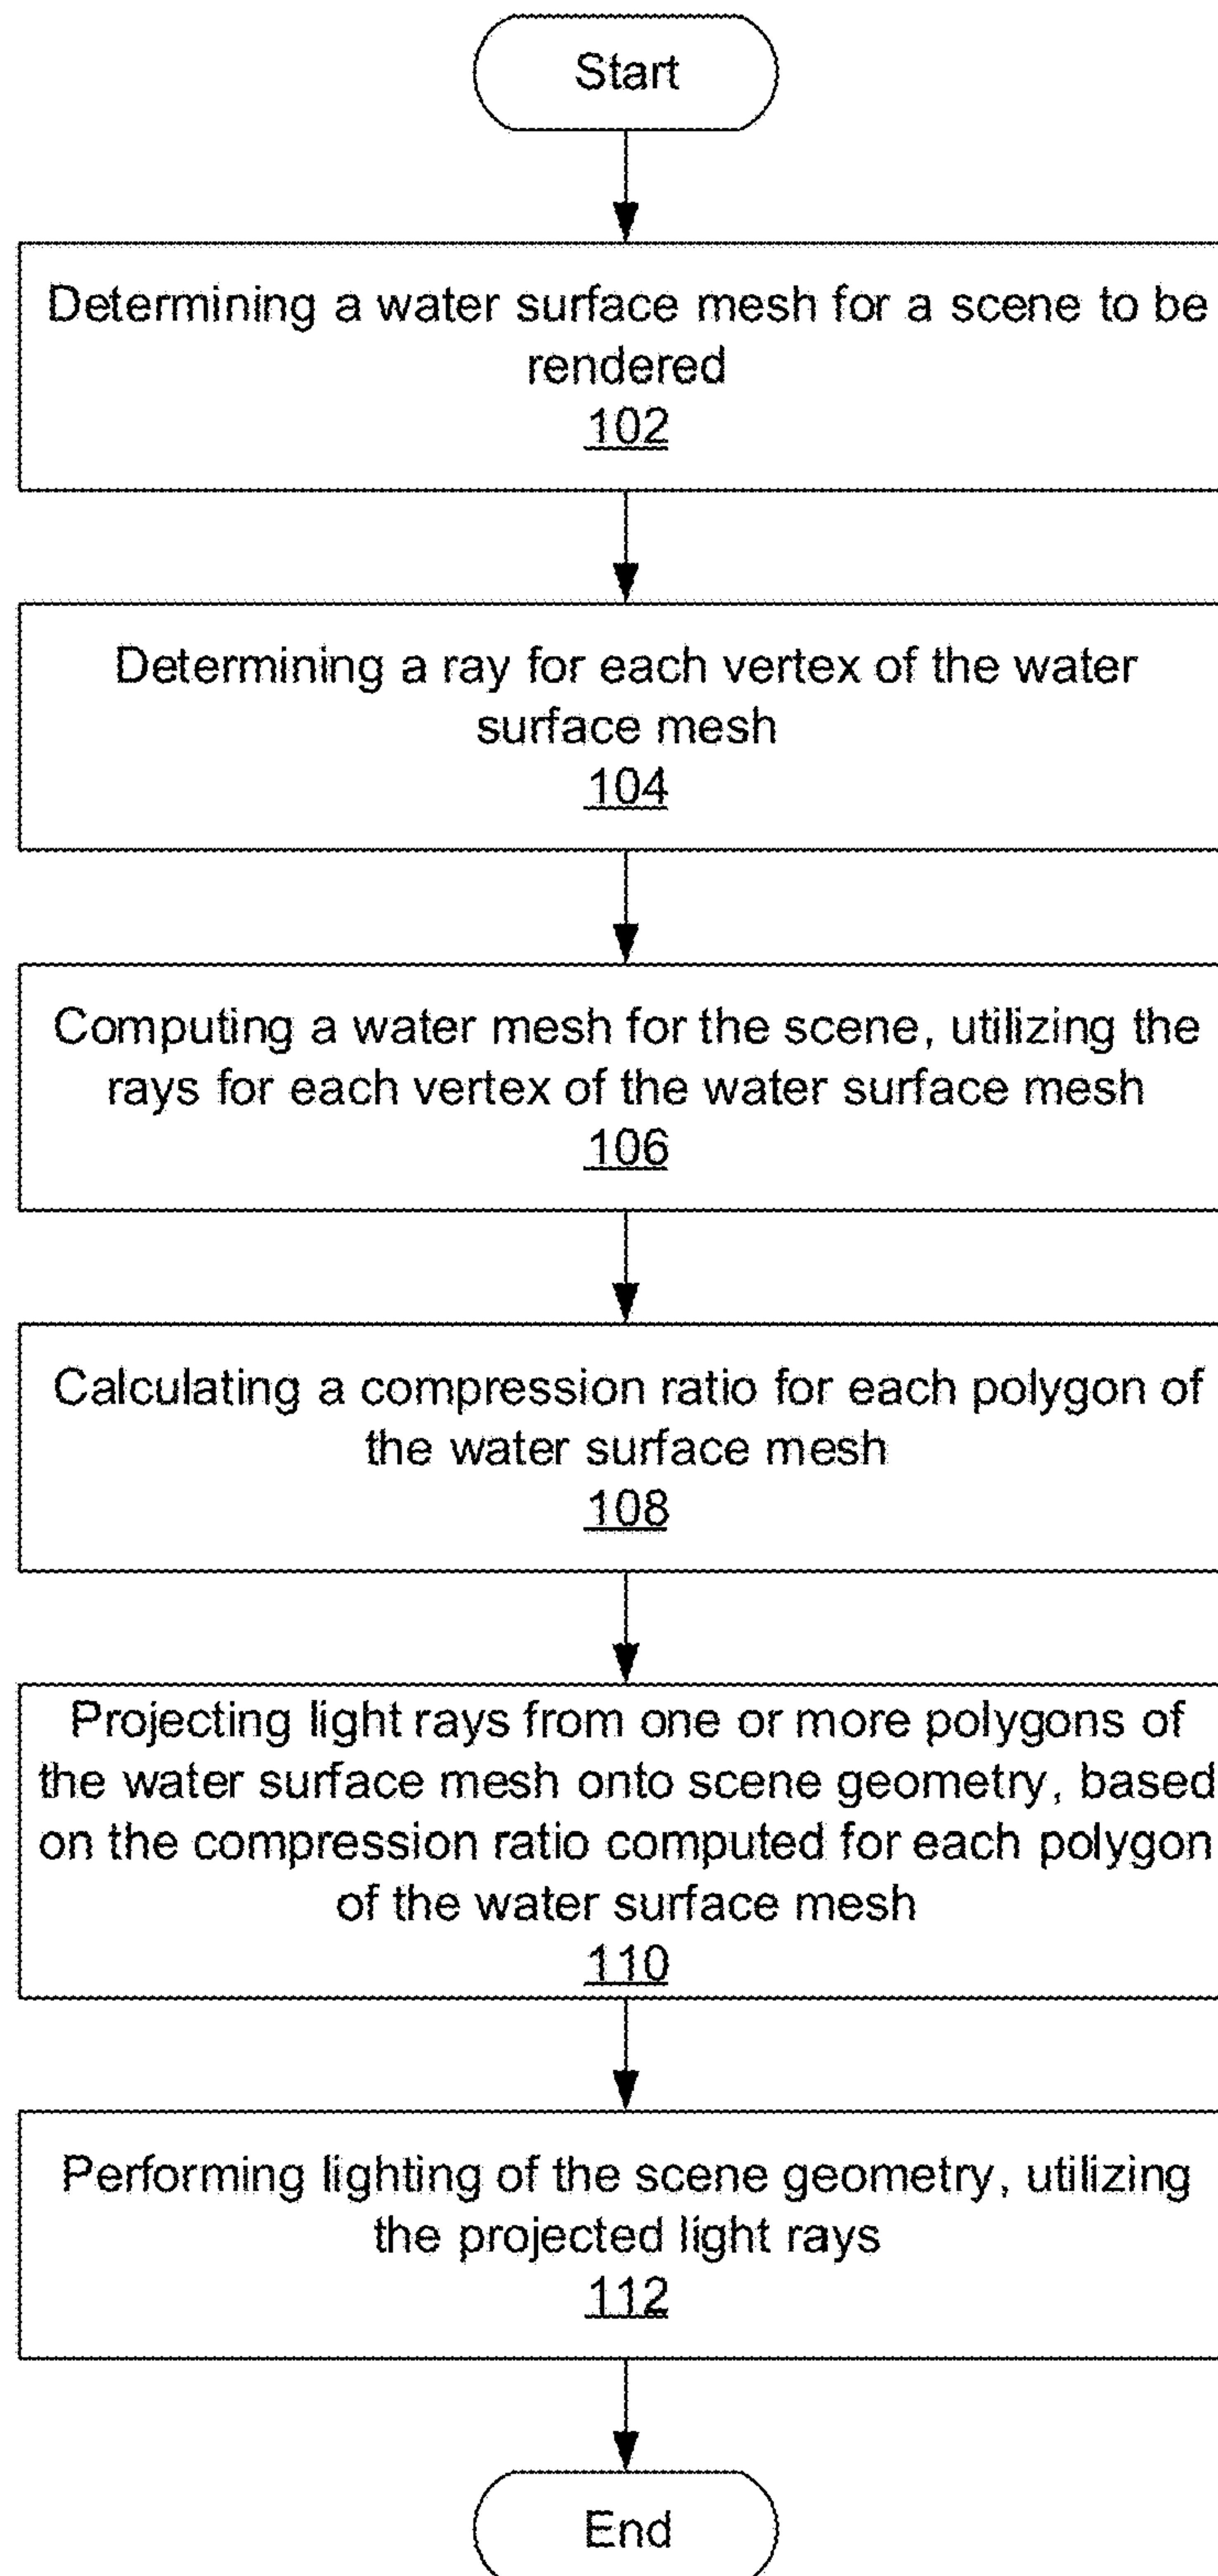 Start
Determining a water surface mesh for a scene to be
rendered
102
Determining a ray for each vertex of the water
surface mesh
104
Computing a water mesh for the scene, utilizing the
rays for each vertex of the water surface mesh
106
Calculating a compression ratio for each polygon of
the water surface mesh
108
Projecting light rays from one or more polygons of
the water surface mesh onto scene geometry, based
on the compression ratio computed for each polygon
of the water surface mesh
110
Performing lighting of the scene geometry, utilizing
the projected light rays
112
End